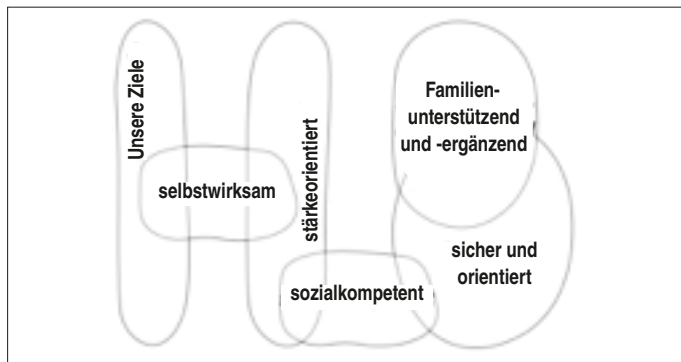 Unsere Ziele
selbstwirksam
stärkeorientiert
sozialkompetent
Familien-
unterstützend
und -ergänzend
sicher und
orientiert